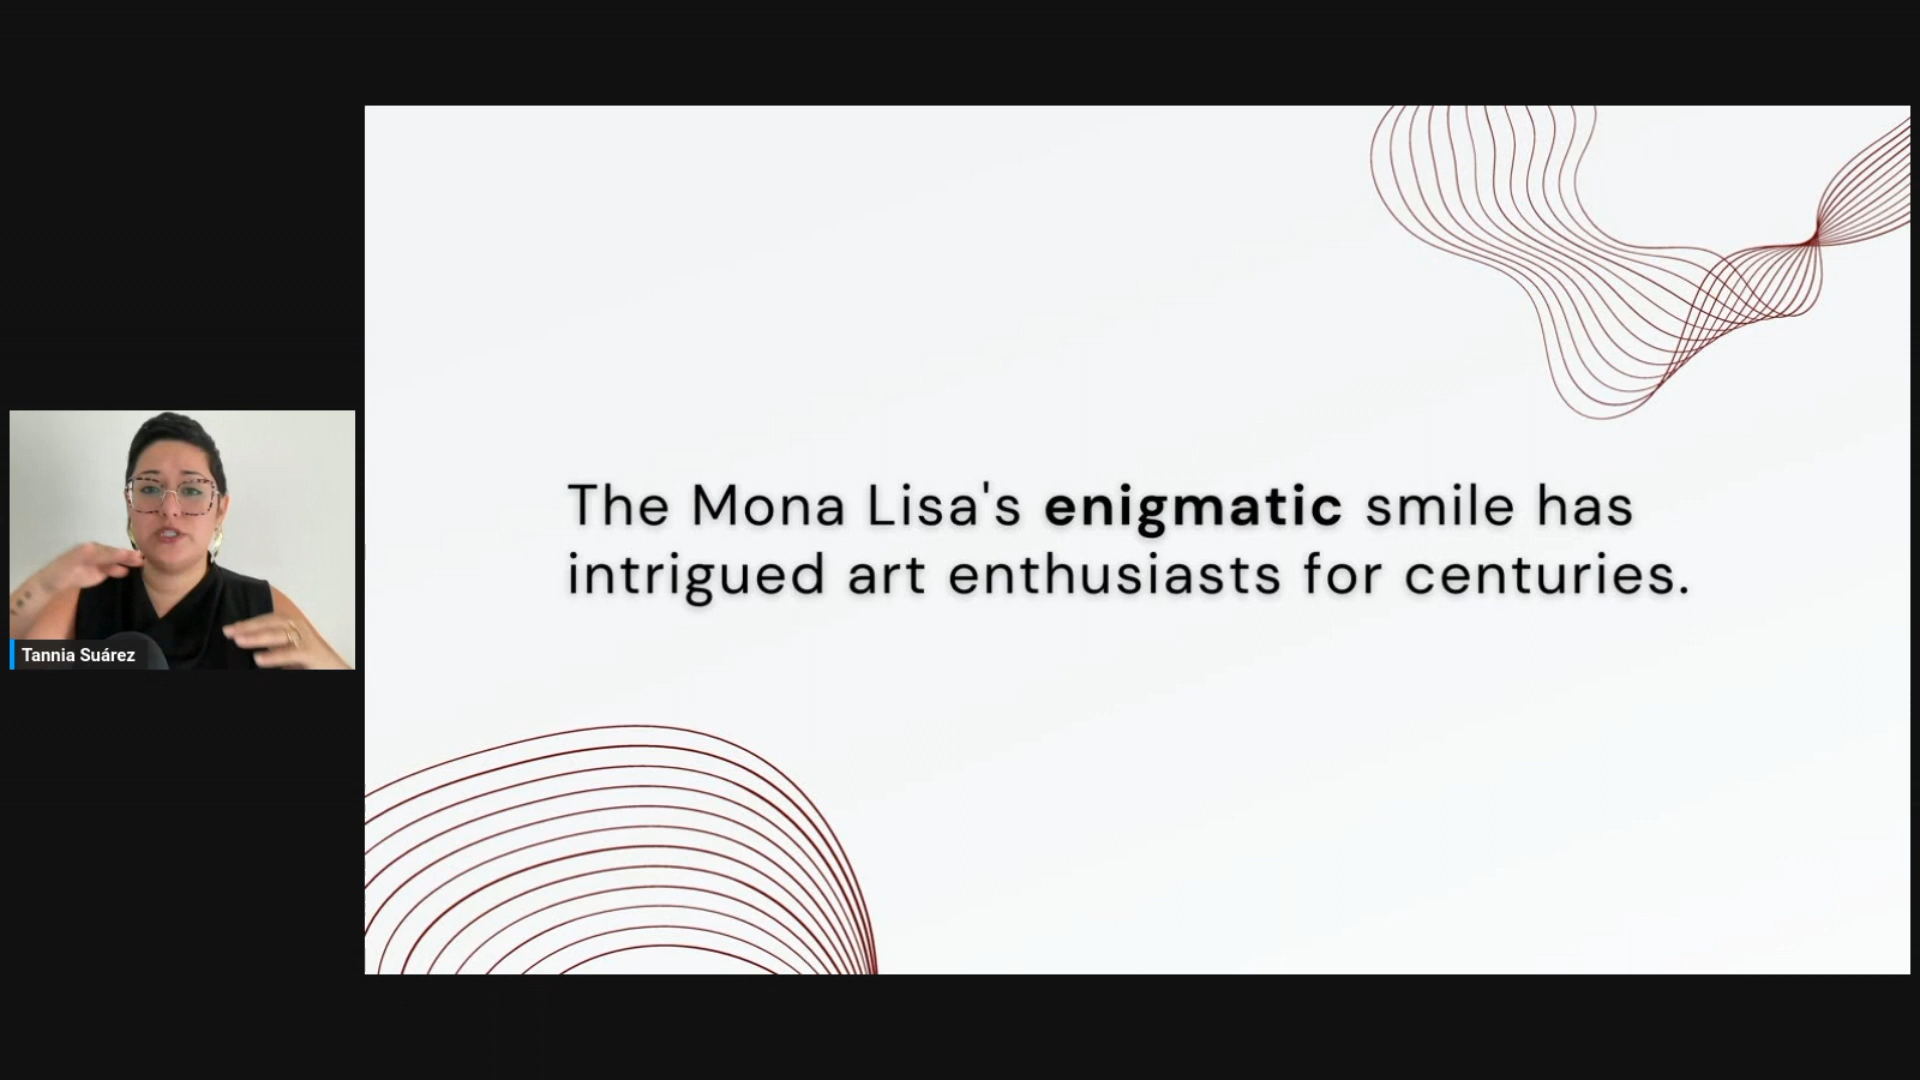 The Mona Lisa's enigmatic smile has
intrigued art enthusiasts for centuries.
Tannia Suárez